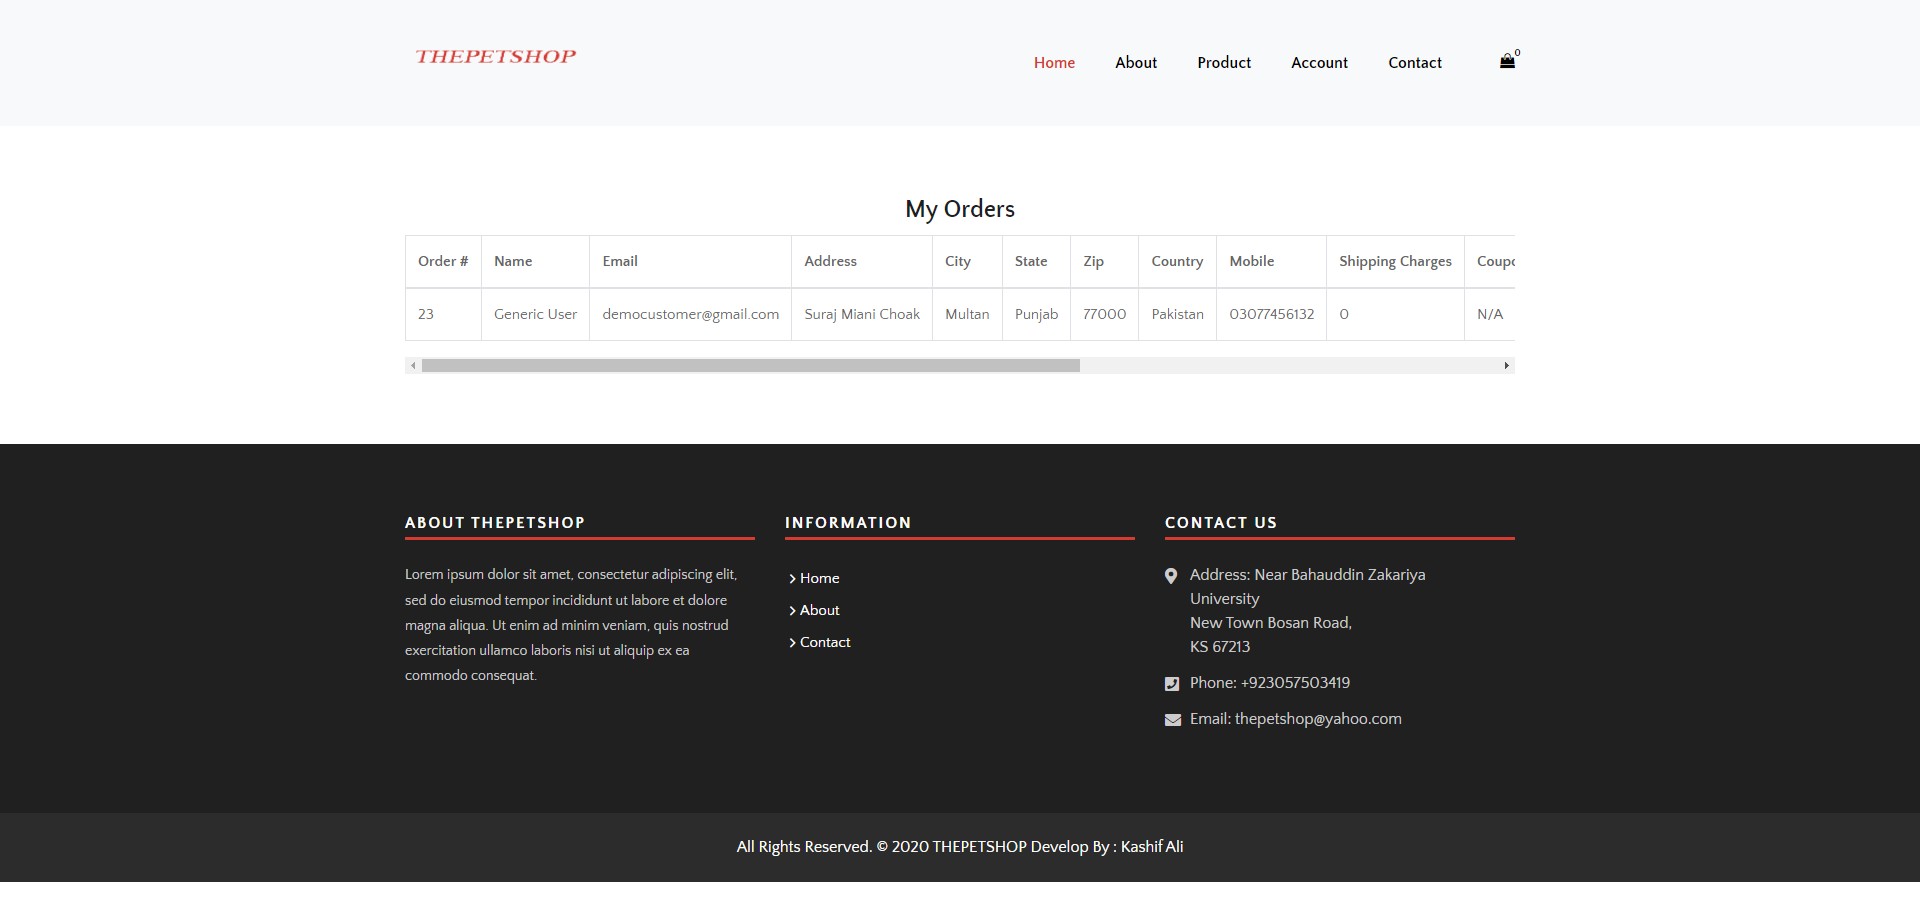 THEPETSHOP
Home About Product Account Contact 0
My Orders
Order # Name Email Address City State Zip Country Mobile Shipping Charges Coupo
23 Generic User democustomer@gmail.com Suraj Miani Choak Multan Punjab 77000 Pakistan 03077456132 0 N/A
ABOUT THEPETSHOP
Lorem ipsum dolor sit amet, consectetur adipiscing elit,
sed do eiusmod tempor incididunt ut labore et dolore
magna aliqua. Ut enim ad minim veniam, quis nostrud
exercitation ullamco laboris nisi ut aliquip ex ea
commodo consequat.
INFORMATION
Home
About
Contact
CONTACT US
Address: Near Bahauddin Zakariya
University
New Town Bosan Road,
KS 67213
Phone: +923057503419
Email: thepetshop@yahoo.com
All Rights Reserved. © 2020 THEPETSHOP Develop By : Kashif Ali